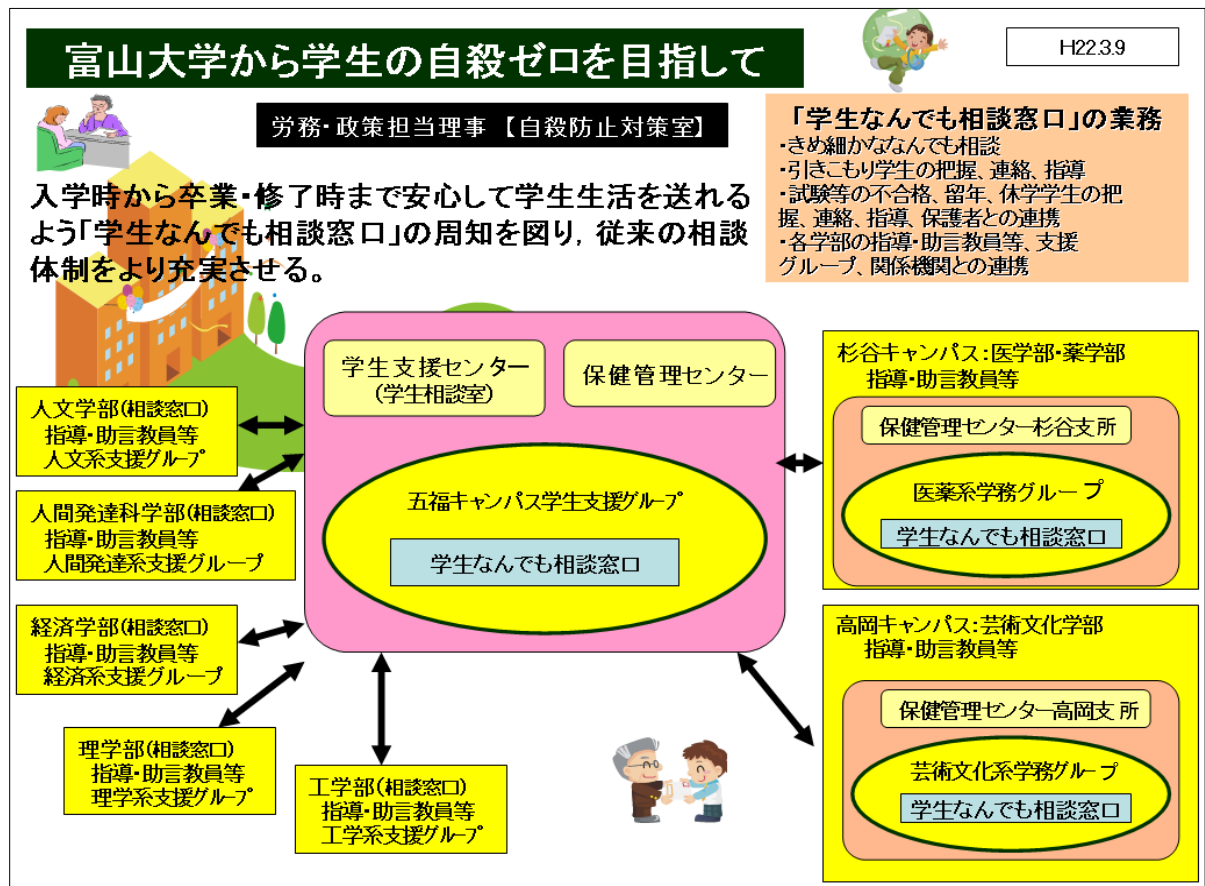 富山大学から学生の自殺ゼロを目指して
H22.3.9
労務・政策担当理事 【自殺防止対策室】
「学生なんでも相談窓口」の業務
・きめ細かななんでも相談
・引きこもり学生の把握、連絡、指導
・試験等の不合格、留年、休学学生の把
握、連絡、指導、保護者との連携
・各学部の指導・助言教員等、支援
グループ、関係機関との連携
入学時から卒業・修了時まで安心して学生生活を送れる
よう「学生なんでも相談窓口」の周知を図り,従来の相談
体制をより充実させる。
学生支援センター
(学生相談室)
保健管理センター
五福キャンパス学生支援グループ
学生なんでも相談窓口
人文学部(相談窓口)
指導・助言教員等
人文系支援グループ
人間発達科学部(相談窓口)
指導・助言教員等
人間発達系支援グループ
経済学部(相談窓口)
指導・助言教員等
経済系支援グループ
理学部(相談窓口)
指導・助言教員等
理学系支援グループ
工学部(相談窓口)
指導・助言教員等
工学系支援グループ
杉谷キャンパス:医学部・薬学部
指導・助言教員等
保健管理センター杉谷支所
医薬系学務グループ
学生なんでも相談窓口
高岡キャンパス:芸術文化学部
指導・助言教員等
保健管理センター高岡支所
芸術文化系学務グループ
学生なんでも相談窓口